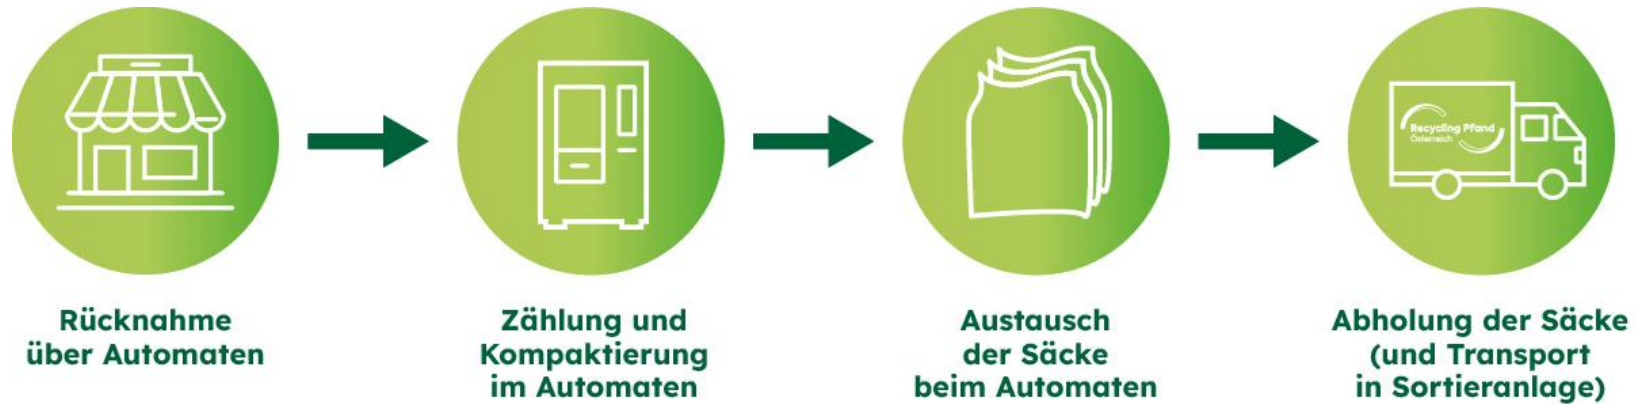 Rücknahme
über Automaten
Zählung und
Kompaktierung
im Automaten
Austausch
der Säcke
beim Automaten
Recycling Pfand
Österreich
Abholung der Säcke
(und Transport
in Sortieranlage)